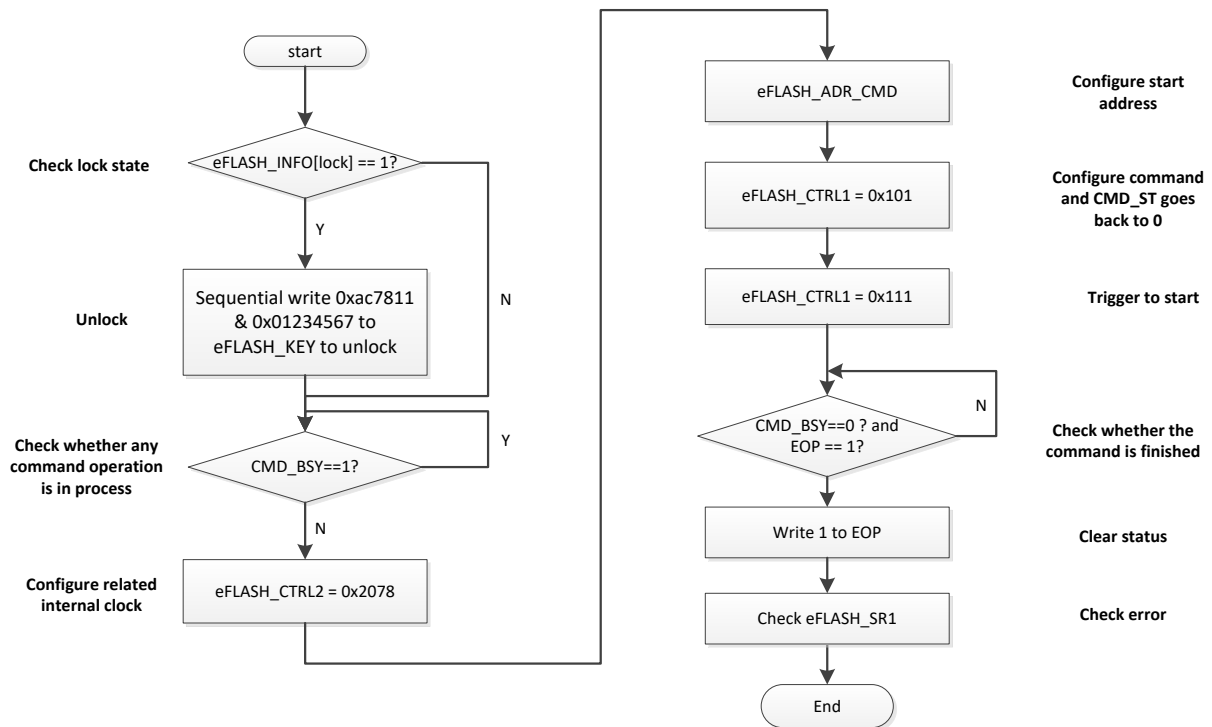 start
Check lock state
eFLASH_INFO[lock] == 1?
Y
N
Unlock
Sequential write 0xac7811
& 0x01234567 to
eFLASH_KEY to unlock
Check whether any
command operation
is in process
CMD_BSY==1?
Y
N
Configure related
internal clock
eFLASH_CTRL2 = 0x2078
eFLASH_ADR_CMD
Configure start
address
eFLASH_CTRL1 = 0x101
Configure command
and CMD_ST goes
back to 0
eFLASH_CTRL1 = 0x111
Trigger to start
CMD_BSY==0 ? and
EOP == 1?
N
Check whether the
command is finished
Write 1 to EOP
Clear status
Check eFLASH_SR1
Check error
End